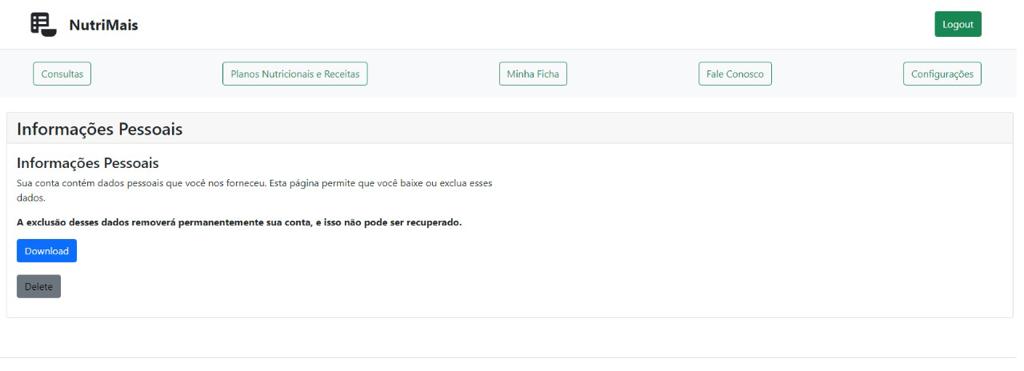 NutriMais
Logout
Consultas
Planos Nutricionais e Receitas
Minha Ficha
Fale Conosco
Configurações
Informações Pessoais
Informações Pessoais
Sua conta contém dados pessoais que você nos forneceu. Esta página permite que você baixe ou exclua esses
dados.
A exclusão desses dados removerá permanentemente sua conta, e isso não pode ser recuperado.
Download
Delete